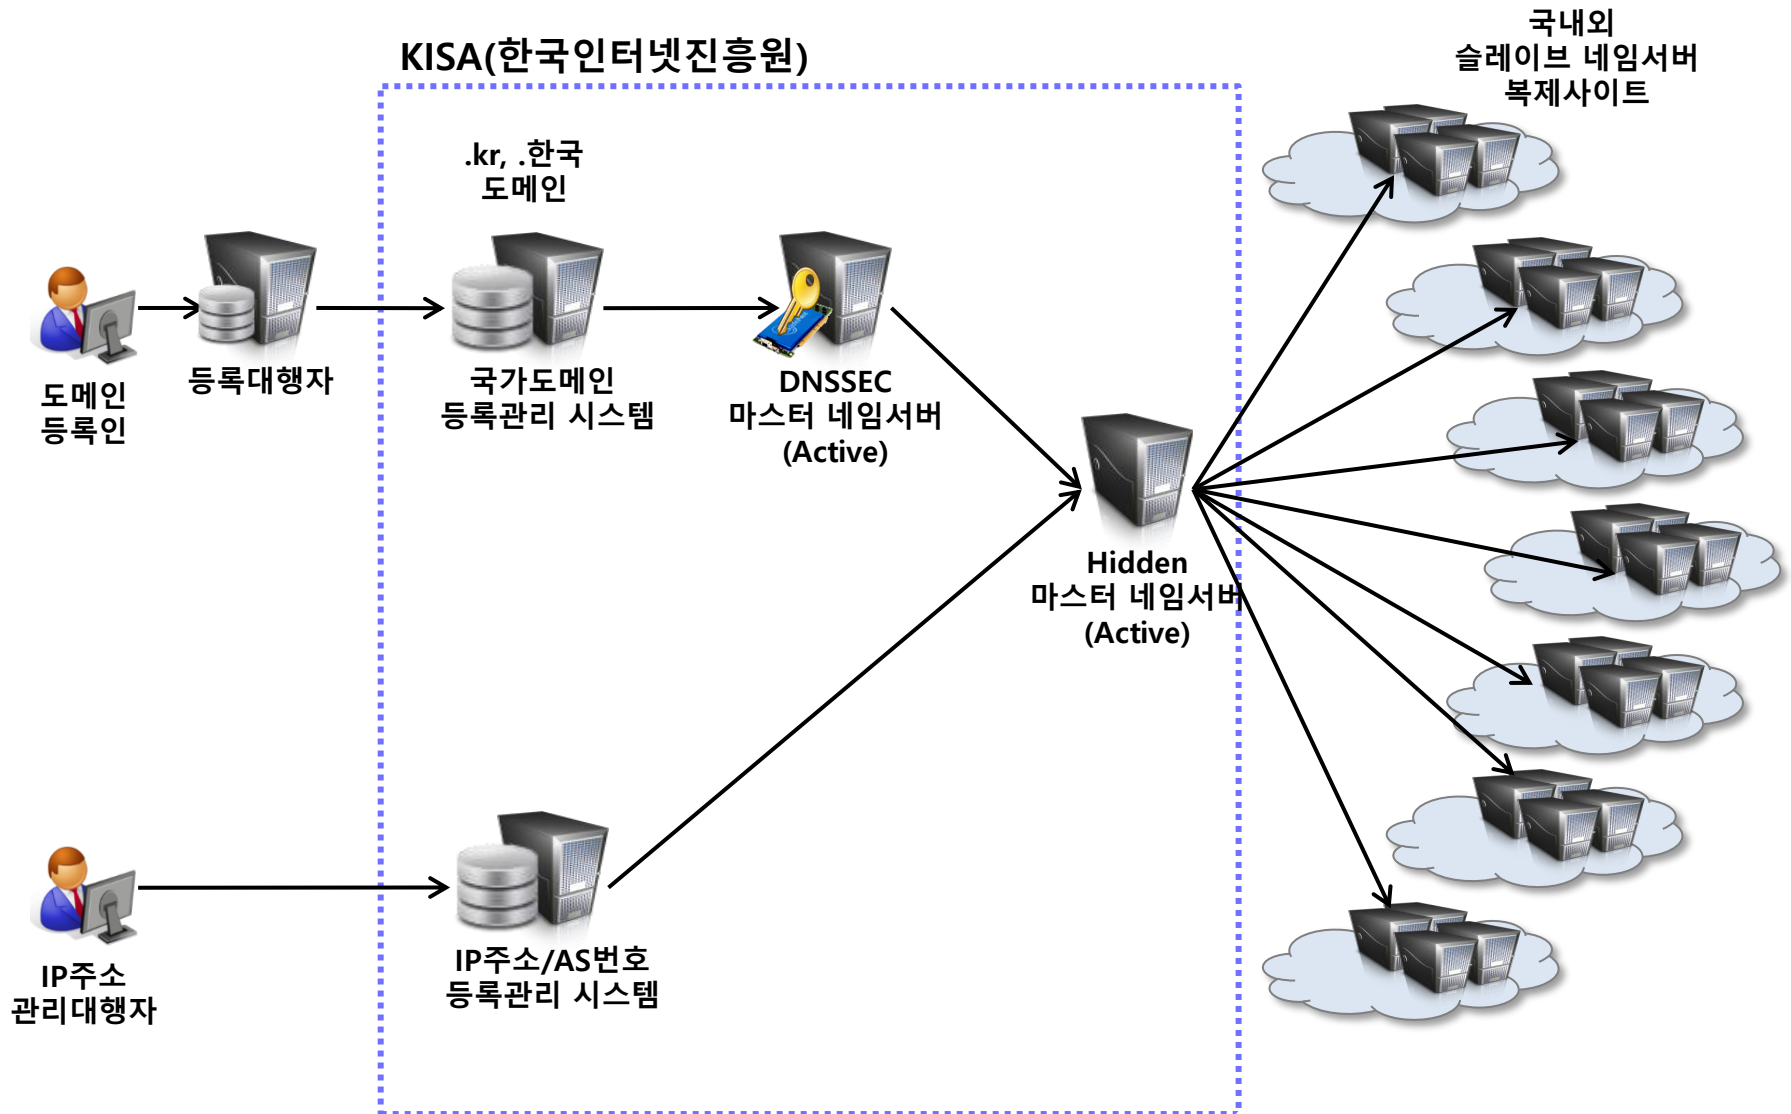 KISA(한국인터넷진흥원)
국내외
슬레이브 네임서버
복제사이트
.kr, .한국
도메인
도메인
등록인
등록대행자
국가도메인
등록관리 시스템
DNSSEC
마스터 네임서버
(Active)
Hidden
마스터 네임서버
(Active)
IP주소
관리대행자
IP주소/AS번호
등록관리 시스템